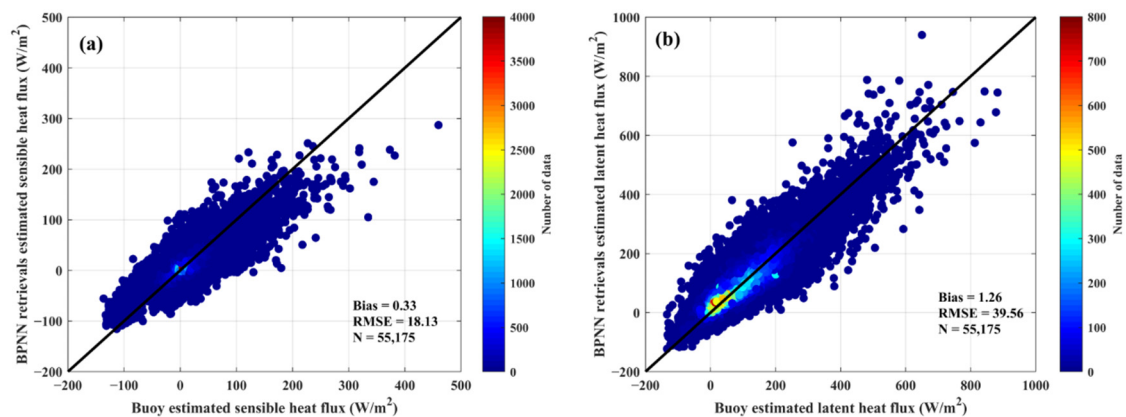 (a)
500
400
300
200
100
0
−100
−200
−200 −100 0 100 200 300 400 500
BPNN retrievals estimated sensible heat flux (W/m²)
Buoy estimated sensible heat flux (W/m²)
Bias = 0.33
RMSE = 18.13
N = 55,175
4000
3500
3000
2500
2000
1500
1000
500
0
Number of data
(b)
1000
800
600
400
200
0
−200
−200 0 200 400 600 800 1000
BPNN retrievals estimated latent heat flux (W/m²)
Buoy estimated latent heat flux (W/m²)
Bias = 1.26
RMSE = 39.56
N = 55,175
800
700
600
500
400
300
200
100
0
Number of data